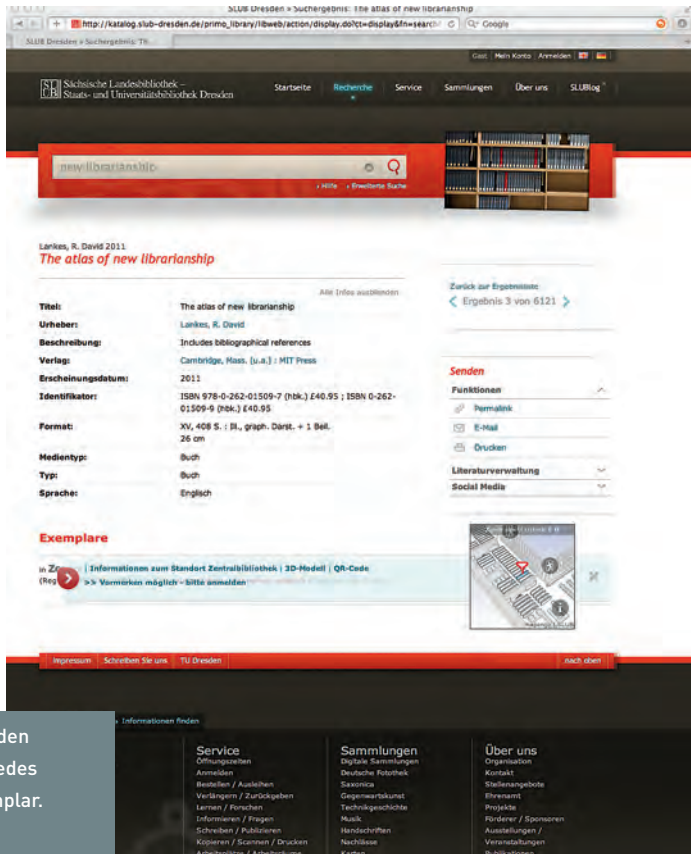 SLUB Dresden » Suchergebnis: The atlas of new librarianship
http://katalog.slub-dresden.de/primo_library/libweb/action/display.do?ct=display&fn=search
Google
SLUB Dresden » Suchergebnis: Th...
Gast Mein Konto Anmelden
Sächsische Landesbibliothek –
Staats- und Universitätsbibliothek Dresden
Startseite Recherche Service Sammlungen Über uns SLUBlog
new librarianship
› Hilfe › Erweiterte Suche
Lankes, R. David 2011
The atlas of new librarianship
Alle Infos ausblenden
Titel: The atlas of new librarianship
Urheber: Lankes, R. David
Beschreibung: Includes bibliographical references
Verlag: Cambridge, Mass. [u.a.] : MIT Press
Erscheinungsdatum: 2011
Identifikator: ISBN 978-0-262-01509-7 (hbk.) £40.95 ; ISBN 0-262-
01509-9 (hbk.) £40.95
Format: XV, 408 S. : Ill., graph. Darst. + 1 Beil.
26 cm
Medientyp: Buch
Typ: Buch
Sprache: Englisch
Zurück zur Ergebnisliste
Ergebnis 3 von 6121
Senden
Funktionen
Permalink
E-Mail
Drucken
Literaturverwaltung
Social Media
Exemplare
in
(Reg
| Informationen zum Standort Zentralbibliothek | 3D-Modell | QR-Code
>> Vormerken möglich - bitte anmelden
Impressum Schreiben Sie uns TU Dresden nach oben
› Informationen finden
den
edes
plar.
Service
Öffnungszeiten
Anmelden
Bestellen / Ausleihen
Verlängern / Zurückgeben
Lernen / Forschen
Informieren / Fragen
Schreiben / Publizieren
Kopieren / Scannen / Drucken
Arbeitsplätze / Arbeitsräume
Sammlungen
Digitale Sammlungen
Deutsche Fotothek
Saxonica
Gegenwartskunst
Technikgeschichte
Musik
Handschriften
Nachlässe
Karten
Über uns
Organisation
Kontakt
Stellenangebote
Ehrenamt
Projekte
Förderer / Sponsoren
Ausstellungen /
Veranstaltungen
Publikationen